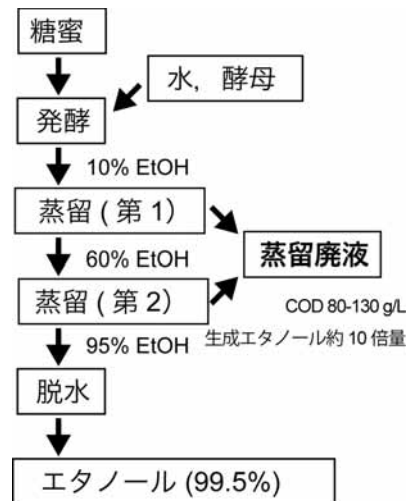 糖蜜
水，酵母
発酵
10% EtOH
蒸留 ( 第 1）
60% EtOH
蒸留廃液
蒸留 ( 第 2）
COD 80-130 g/L
95% EtOH
生成エタノール約 10 倍量
脱水
エタノール (99.5%)